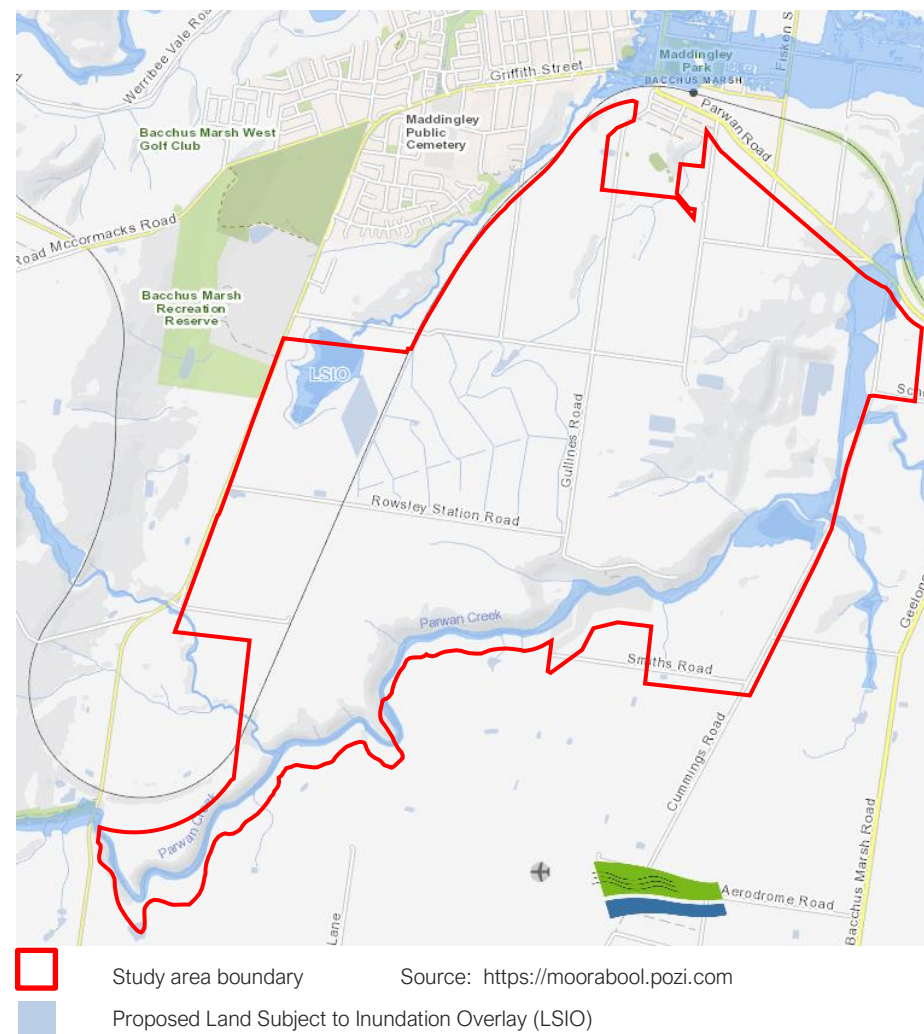 Werribee Vale Road
Griffith Street
Maddingley
Park
BACCHUS MARSH
Fisken S
Parwan Road
Bacchus Marsh West
Golf Club
Maddingley
Public
Cemetery
Road Mccormacks Road
Bacchus Marsh
Recreation
Reserve
LSIO
Sch
Gullines Road
Rowsley Station Road
Parwan Creek
Geelong
Smiths Road
Cummings Road
Parwan Creek
Bacchus Marsh Road
Aerodrome Road
Lane
Study area boundary Source: https://moorabool.pozi.com
Proposed Land Subject to Inundation Overlay (LSIO)